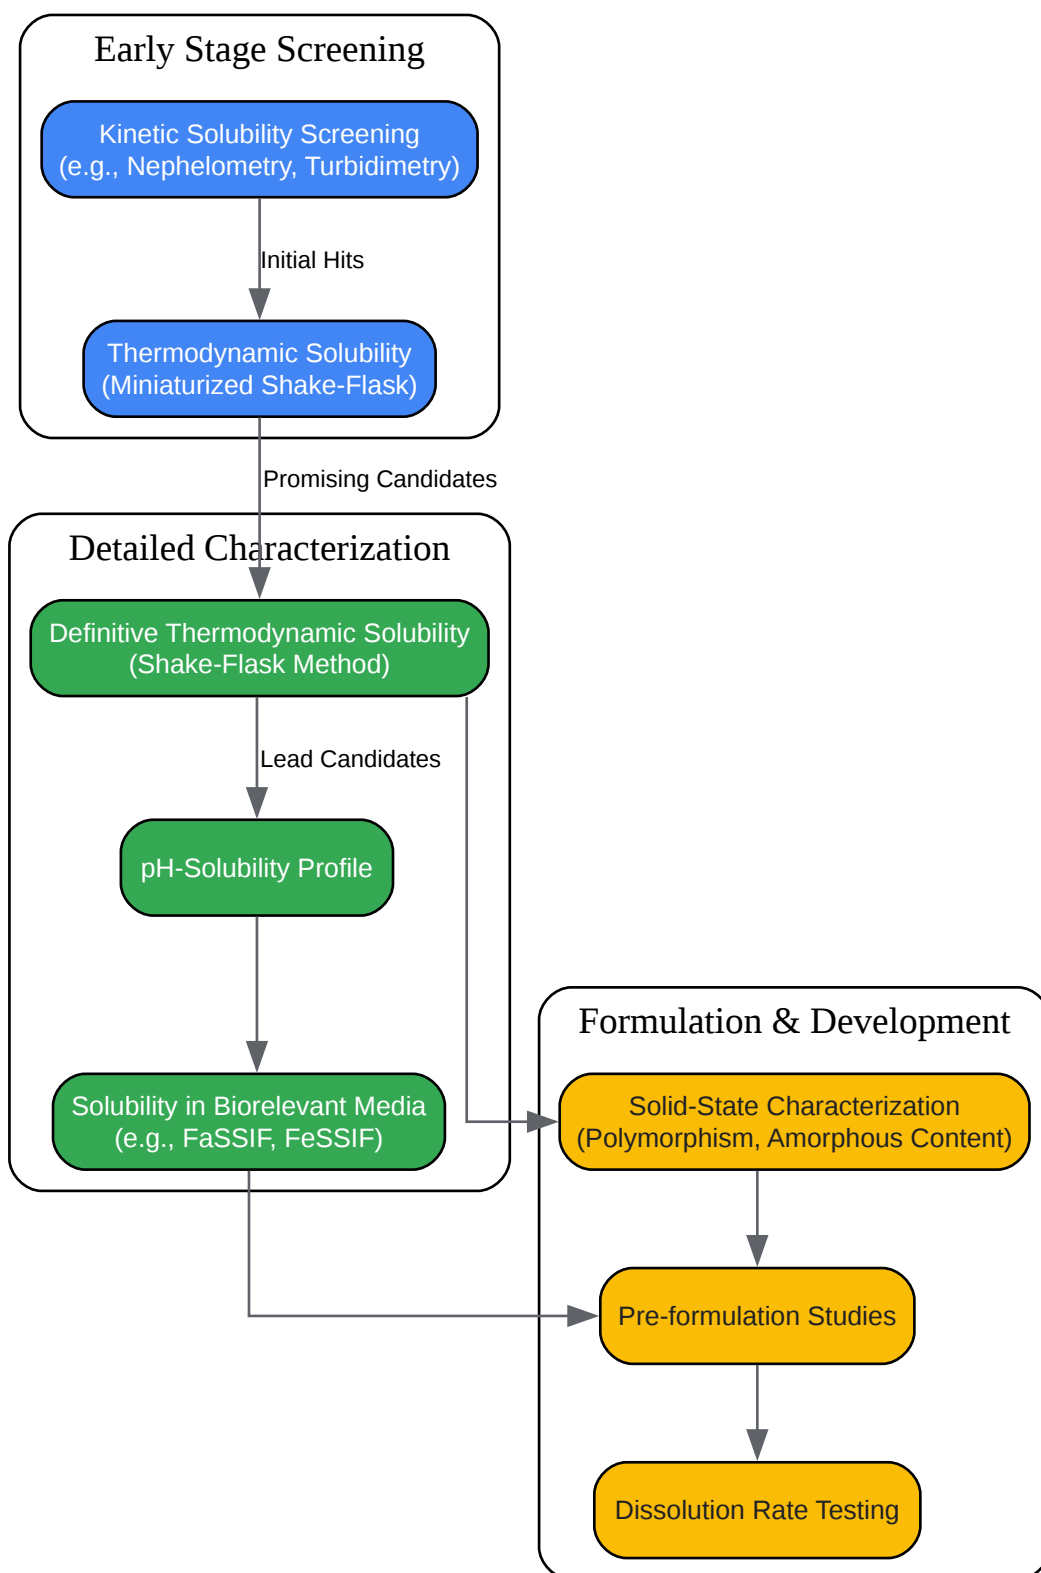 Early Stage Screening
Kinetic Solubility Screening
(e.g., Nephelometry, Turbidimetry)
Initial Hits
Thermodynamic Solubility
(Miniaturized Shake-Flask)
Promising Candidates
Detailed Characterization
Definitive Thermodynamic Solubility
(Shake-Flask Method)
Lead Candidates
pH-Solubility Profile
Solubility in Biorelevant Media
(e.g., FaSSIF, FeSSIF)
Formulation & Development
Solid-State Characterization
(Polymorphism, Amorphous Content)
Pre-formulation Studies
Dissolution Rate Testing